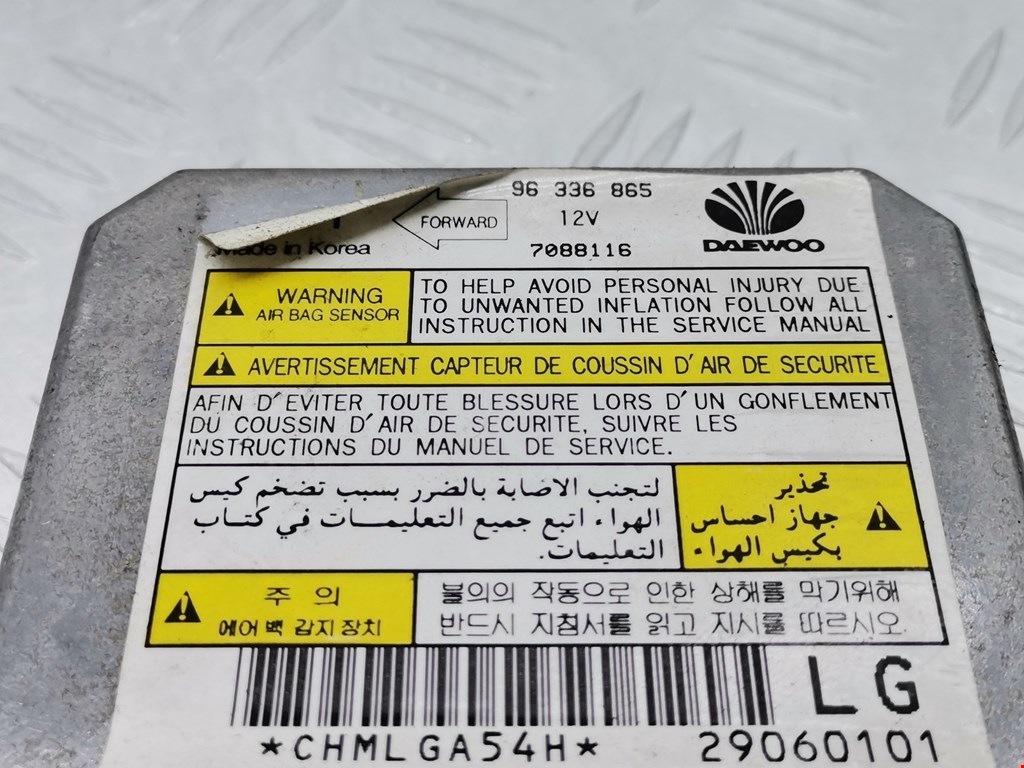 96 336 865
FORWARD
12V
DAEWOO
Made in Korea
7088116
WARNING
AIR BAG SENSOR
TO HELP AVOID PERSONAL INJURY DUE
TO UNWANTED INFLATION FOLLOW ALL
INSTRUCTION IN THE SERVICE MANUAL
AVERTISSEMENT CAPTEUR DE COUSSIN D'AIR DE SECURITE
AFIN D'EVITER TOUTE BLESSURE LORS D'UN GONFLEMENT
DU COUSSIN D'AIR DE SECURITE, SUIVRE LES
INSTRUCTIONS DU MANUEL DE SERVICE.
تحذير
جهاز احساس
بكيس الهواء
لتجنب الاصابة بالضرر بسبب تضخم كيس
الهواء اتبع جميع التعليمات في كتاب
التعليمات.
주 의
에어 백 감지 장치
불의의 작동으로 인한 상해를 막기위해
반드시 지침서를 읽고 지시를 따르시오.
LG
*CHMLGA54H*
29060101